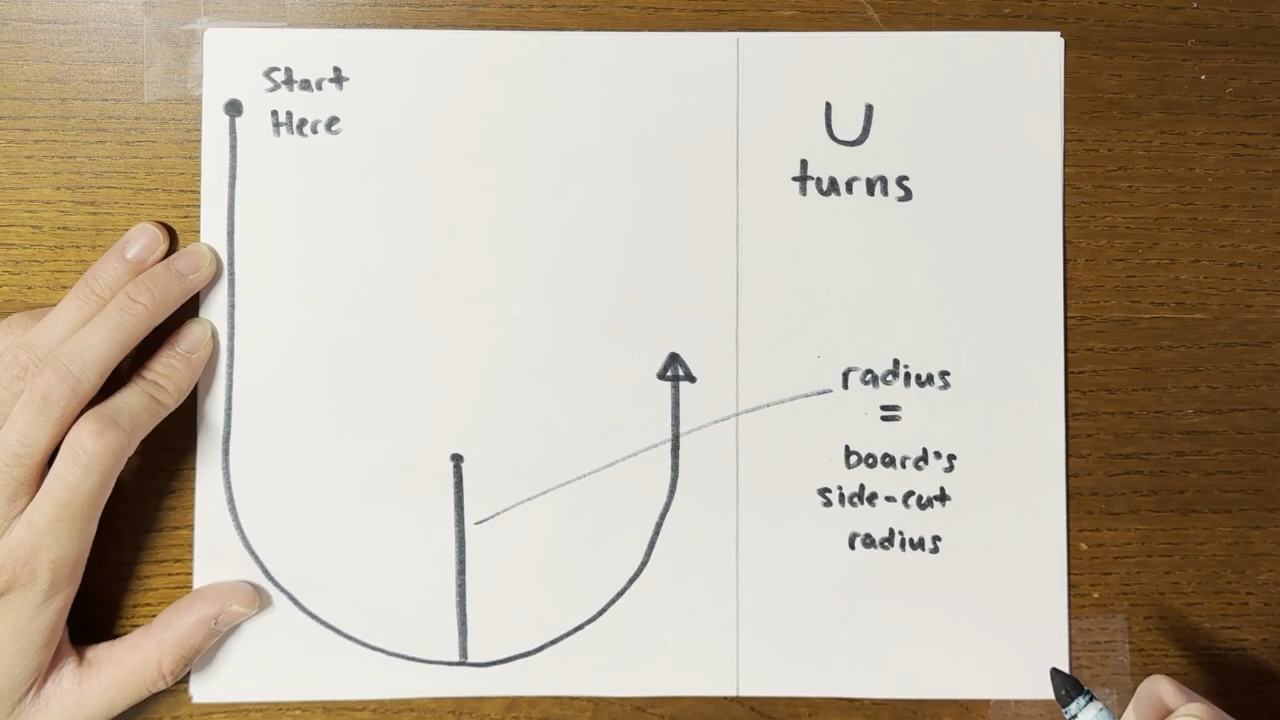 Start
Here
U
turns
radius
=
board's
side-cut
radius